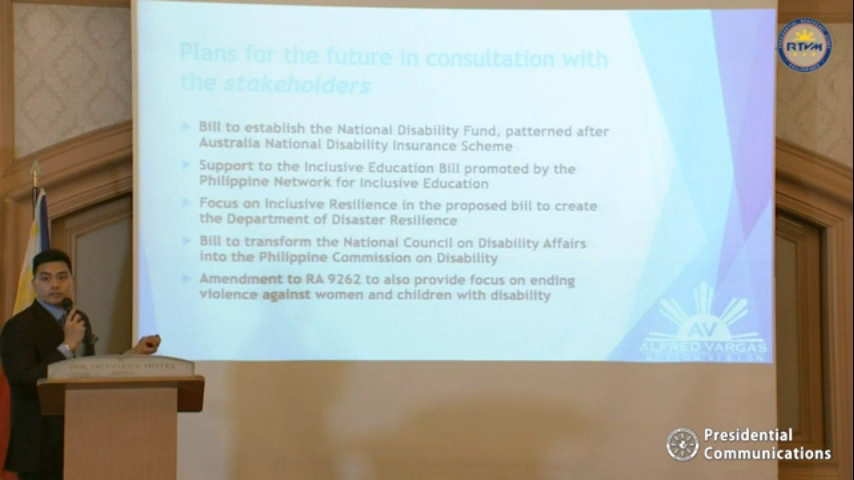 Plans for the future in consultation with
the stakeholders
Bill to establish the National Disability Fund, patterned after
Australia National Disability Insurance Scheme
Support to the Inclusive Education Bill promoted by the
Philippine Network for Inclusive Education
Focus on Inclusive Resilience in the proposed bill to create
the Department of Disaster Resilience
Bill to transform the National Council on Disability Affairs
into the Philippine Commission on Disability
Amendment to RA 9262 to also provide focus on ending
violence against women and children with disability
AV
ALFRED VARGAS
RTVM
THE HERITAGE HOTEL
Presidential
Communications